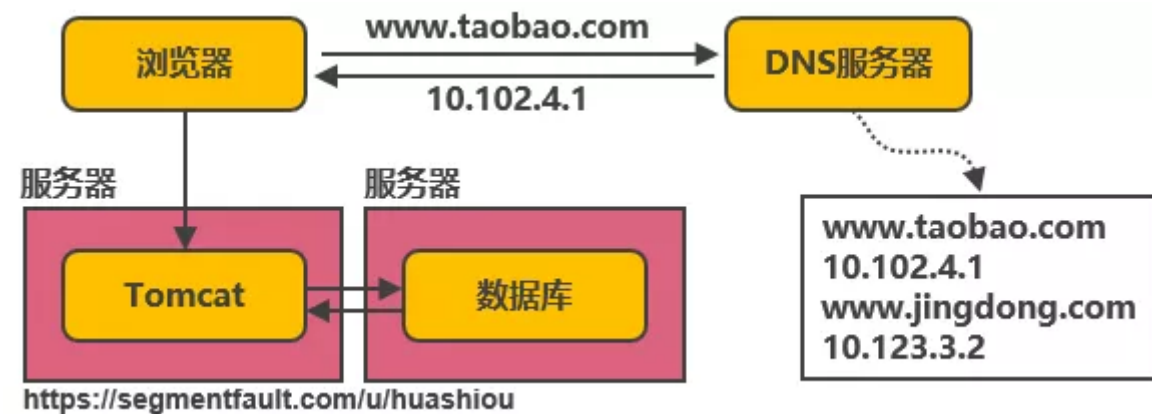 www.taobao.com
浏览器
DNS服务器
10.102.4.1
服务器
服务器
www.taobao.com
10.102.4.1
www.jingdong.com
10.123.3.2
Tomcat
数据库
https://segmentfault.com/u/huashiou